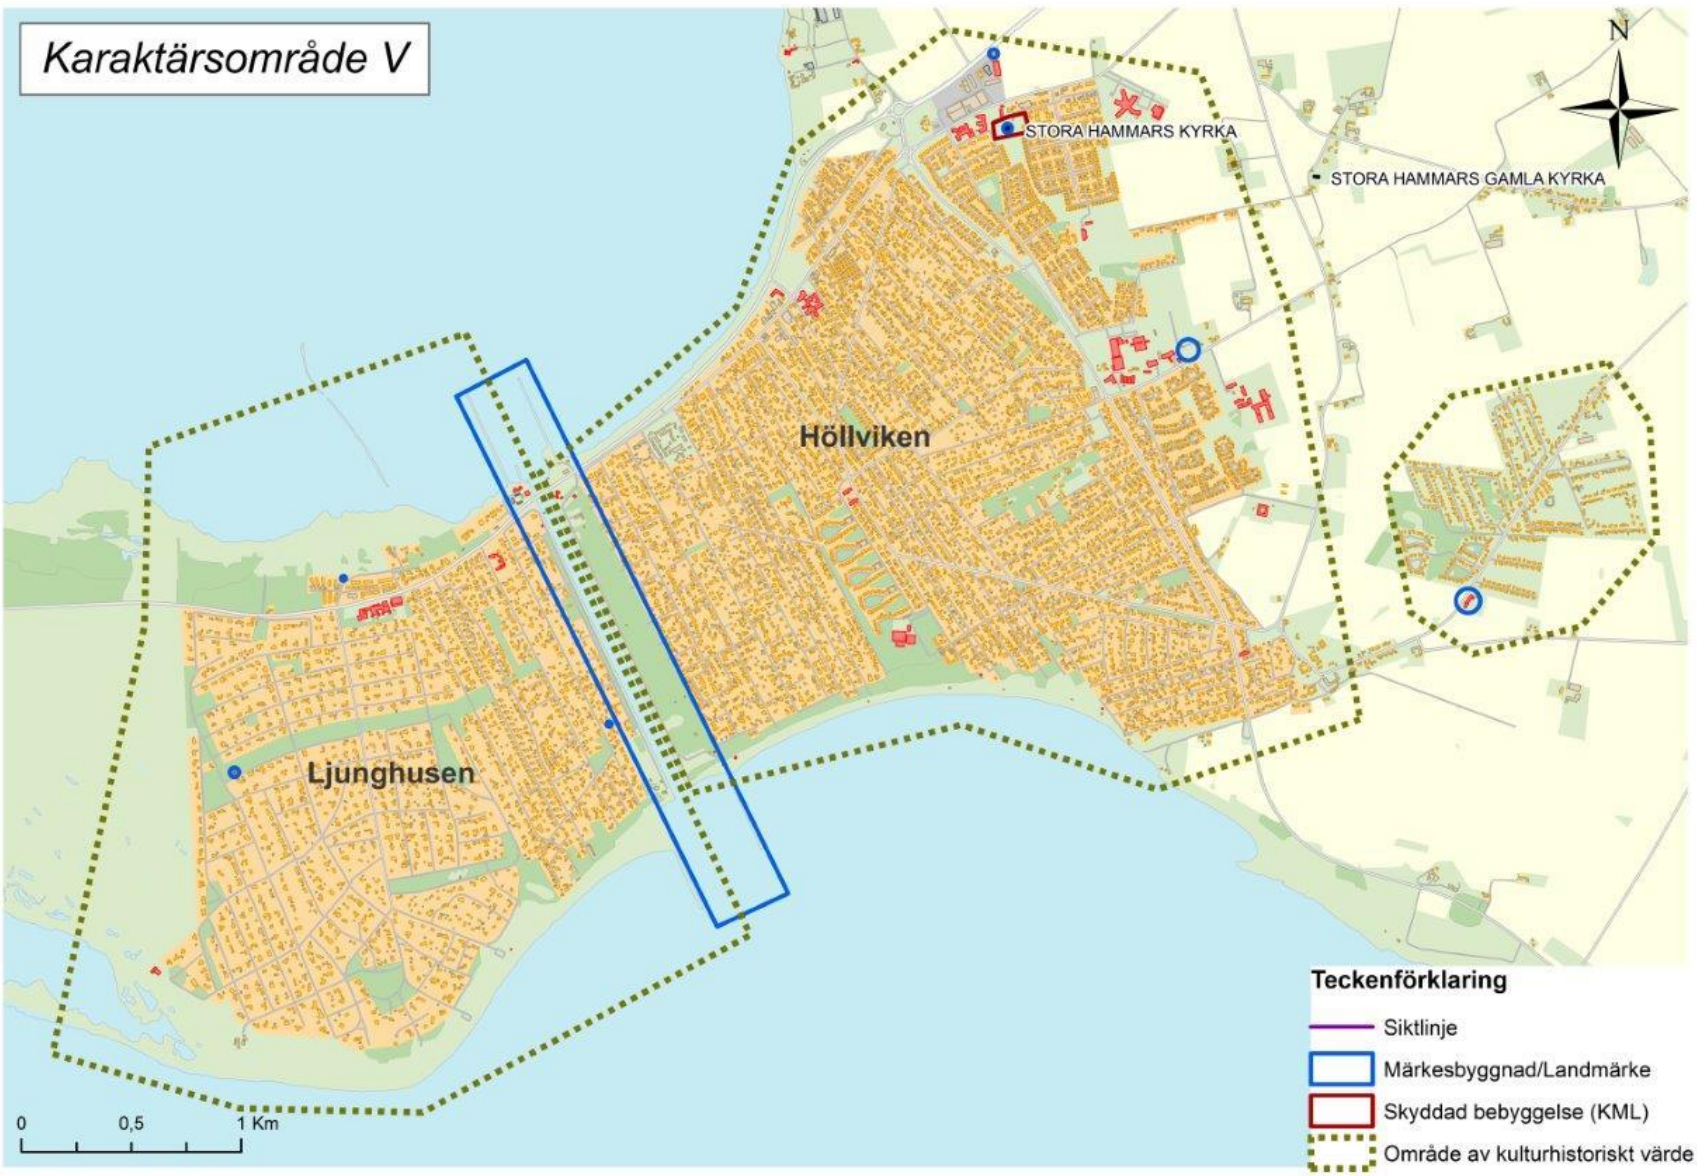 Karaktärsområde V
N
STORA HAMMARS KYRKA
STORA HAMMARS GAMLA KYRKA
Höllviken
Ljunghusen
Teckenförklaring
Siktlinje
Märkesbyggnad/Landmärke
Skyddad bebyggelse (KML)
Område av kulturhistoriskt värde
0 0,5 1 Km